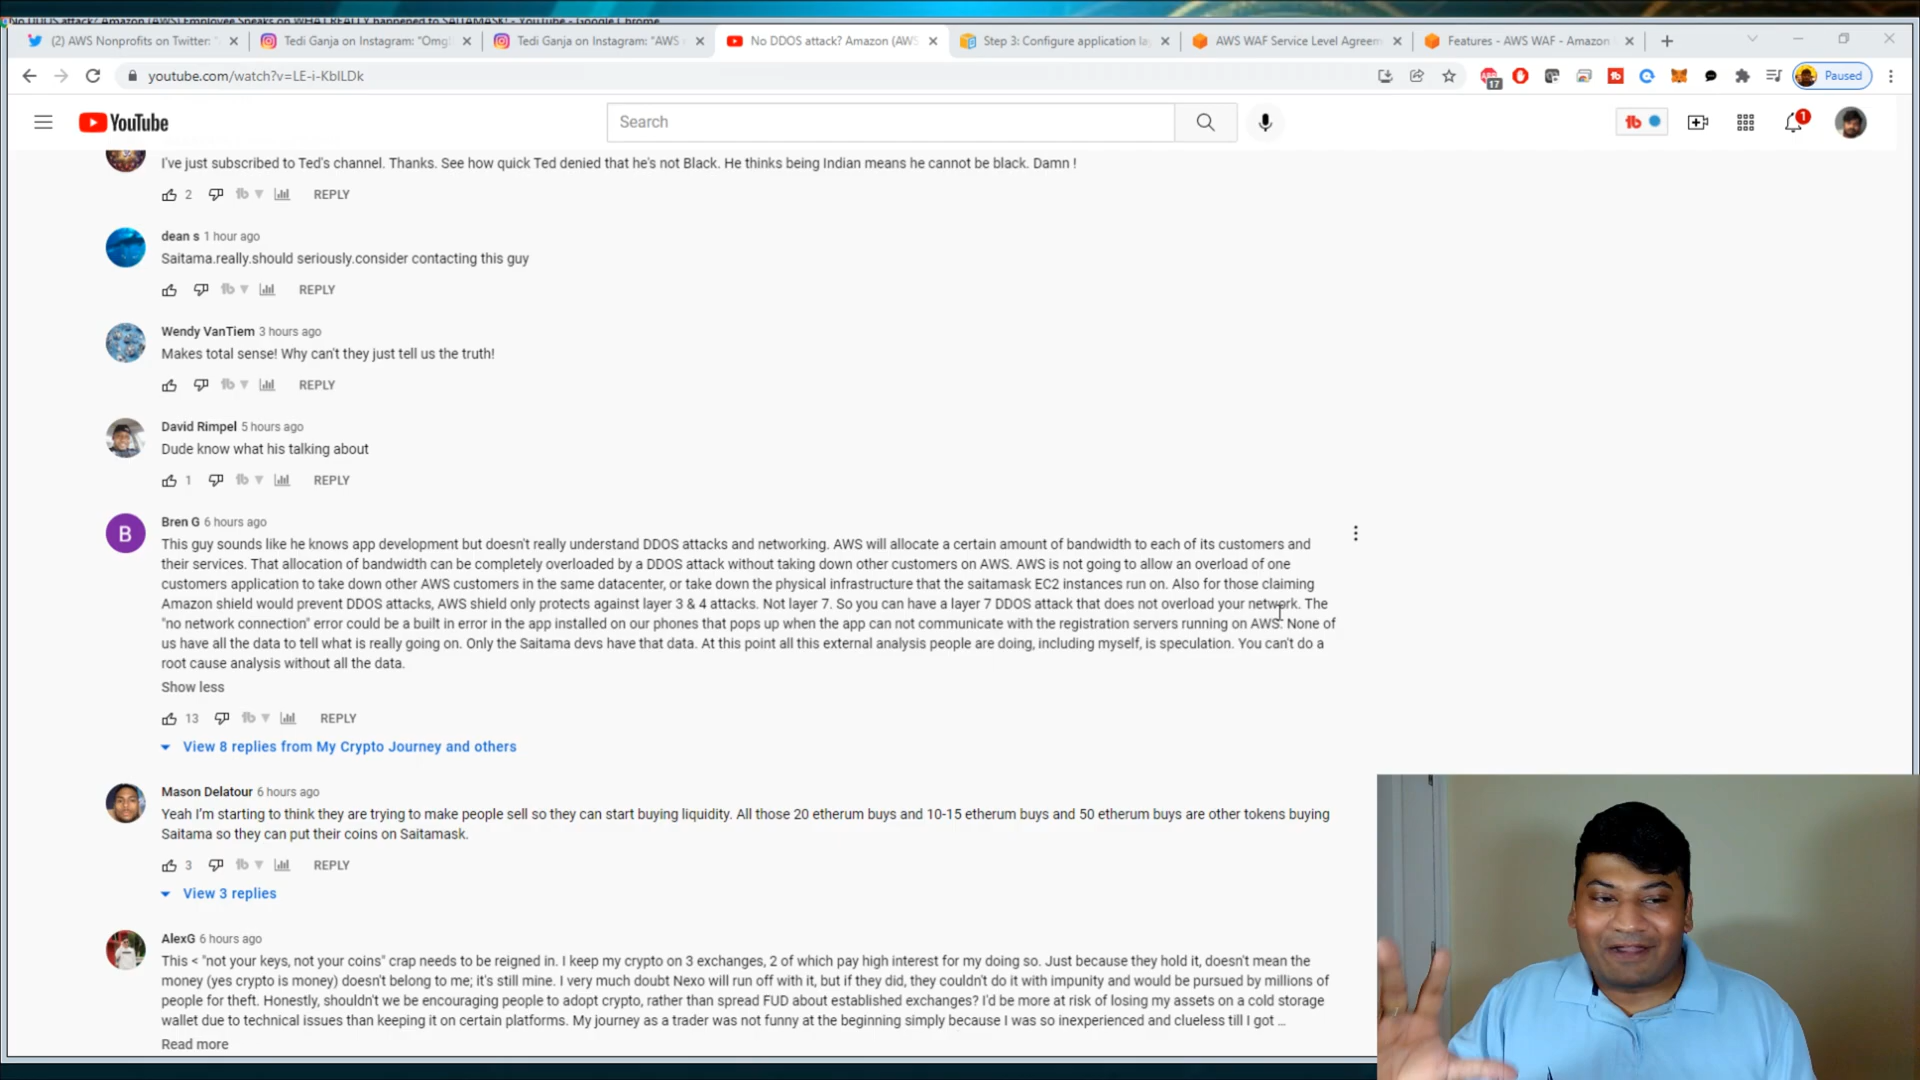 No DDOS attack? Amazon (AWS) Employee Speaks on WHAT REALLY happened to SAITAMASK! - YouTube - Google Chrome
(2) AWS Nonprofits on Twitter: "
Tedi Ganja on Instagram: "Omg!
Tedi Ganja on Instagram: "AWS
No DDOS attack? Amazon (AWS
Step 3: Configure application la
AWS WAF Service Level Agreem
Features - AWS WAF - Amazon
youtube.com/watch?v=LE-i-KbILDk
17
Paused
YouTube
Search
1
I've just subscribed to Ted's channel. Thanks. See how quick Ted denied that he's not Black. He thinks being Indian means he cannot be black. Damn !
2 REPLY
dean s 1 hour ago
Saitama.really.should seriously.consider contacting this guy
REPLY
Wendy VanTiem 3 hours ago
Makes total sense! Why can't they just tell us the truth!
REPLY
David Rimpel 5 hours ago
Dude know what his talking about
1 REPLY
B
Bren G 6 hours ago
This guy sounds like he knows app development but doesn't really understand DDOS attacks and networking. AWS will allocate a certain amount of bandwidth to each of its customers and
their services. That allocation of bandwidth can be completely overloaded by a DDOS attack without taking down other customers on AWS. AWS is not going to allow an overload of one
customers application to take down other AWS customers in the same datacenter, or take down the physical infrastructure that the saitamask EC2 instances run on. Also for those claiming
Amazon shield would prevent DDOS attacks, AWS shield only protects against layer 3 & 4 attacks. Not layer 7. So you can have a layer 7 DDOS attack that does not overload your network. The
"no network connection" error could be a built in error in the app installed on our phones that pops up when the app can not communicate with the registration servers running on AWS. None of
us have all the data to tell what is really going on. Only the Saitama devs have that data. At this point all this external analysis people are doing, including myself, is speculation. You can't do a
root cause analysis without all the data.
Show less
13 REPLY
View 8 replies from My Crypto Journey and others
Mason Delatour 6 hours ago
Yeah I'm starting to think they are trying to make people sell so they can start buying liquidity. All those 20 etherum buys and 10-15 etherum buys and 50 etherum buys are other tokens buying
Saitama so they can put their coins on Saitamask.
3 REPLY
View 3 replies
AlexG 6 hours ago
This < "not your keys, not your coins" crap needs to be reigned in. I keep my crypto on 3 exchanges, 2 of which pay high interest for my doing so. Just because they hold it, doesn't mean the
money (yes crypto is money) doesn't belong to me; it's still mine. I very much doubt Nexo will run off with it, but if they did, they couldn't do it with impunity and would be pursued by millions of
people for theft. Honestly, shouldn't we be encouraging people to adopt crypto, rather than spread FUD about established exchanges? I'd be more at risk of losing my assets on a cold storage
wallet due to technical issues than keeping it on certain platforms. My journey as a trader was not funny at the beginning simply because I was so inexperienced and clueless till I got ...
Read more